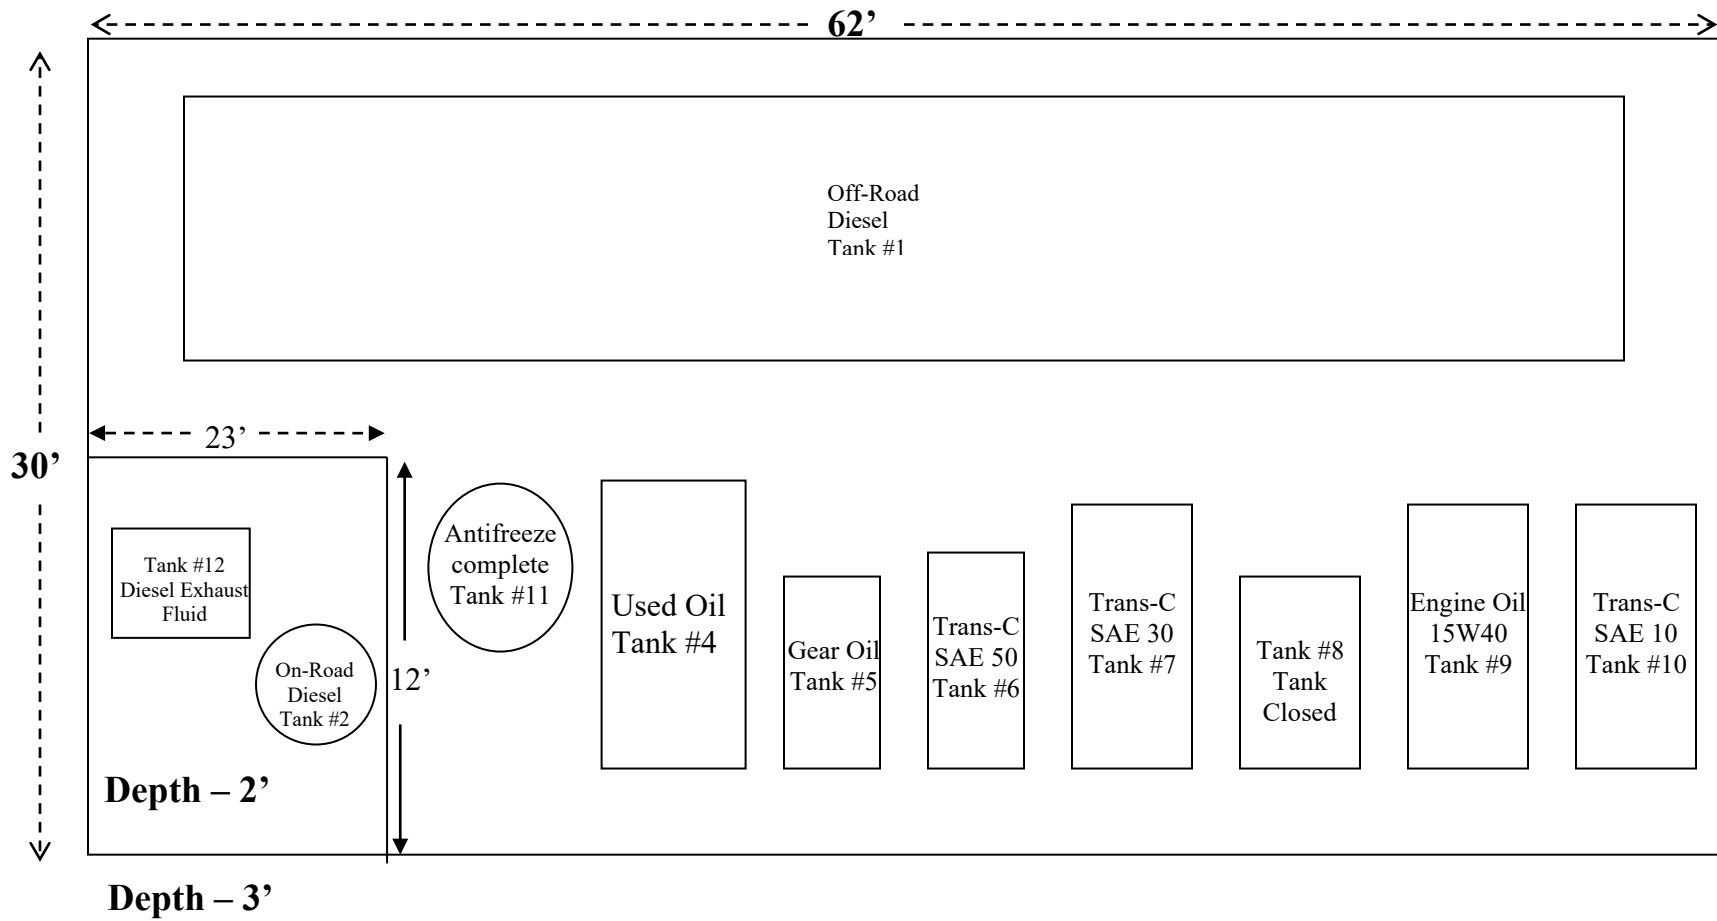 62’
Off-Road
Diesel
Tank #1
23’
30’
Tank #12
Diesel Exhaust
Fluid
On-Road
Diesel
Tank #2
Depth – 2’
12’
Antifreeze
complete
Tank #11
Used Oil
Tank #4
Gear Oil
Tank #5
Trans-C
SAE 50
Tank #6
Trans-C
SAE 30
Tank #7
Tank #8
Tank
Closed
Engine Oil
15W40
Tank #9
Trans-C
SAE 10
Tank #10
Depth – 3’